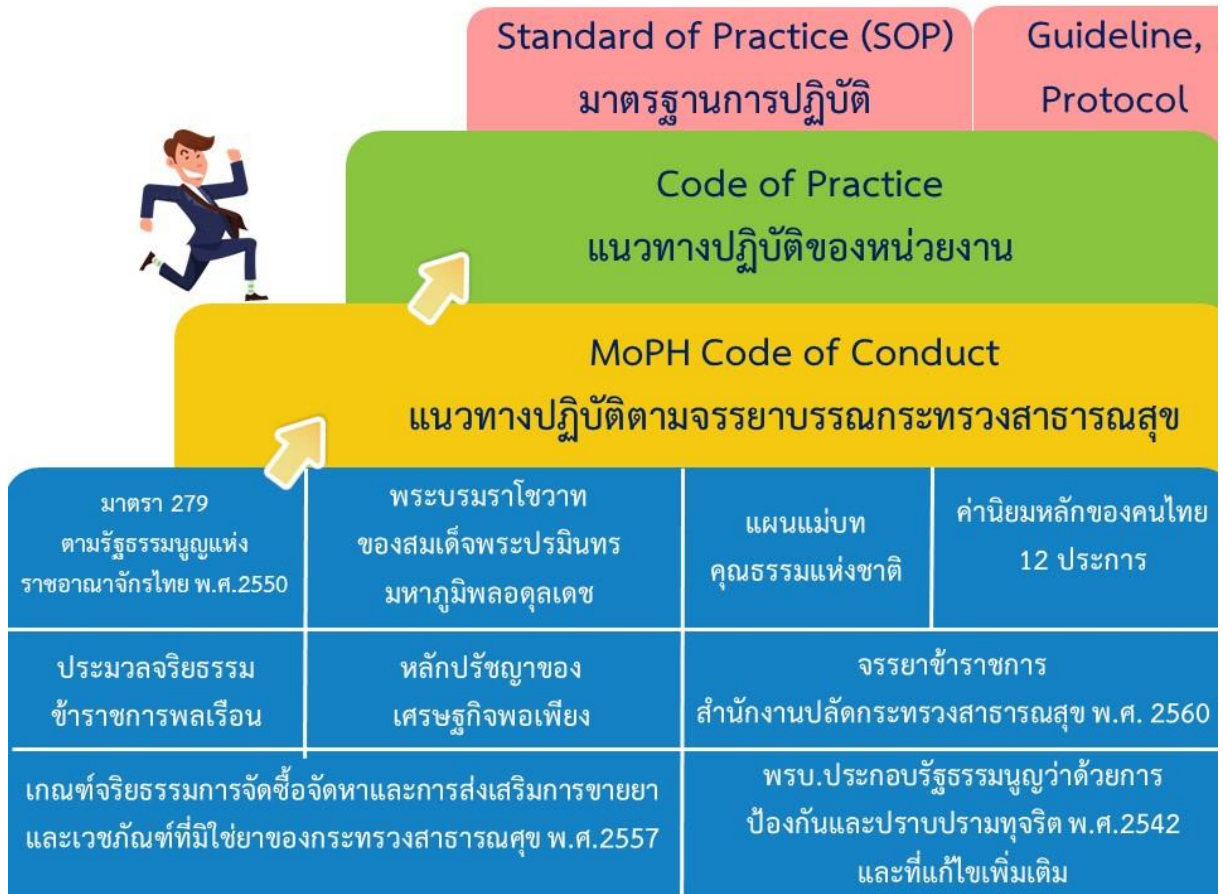 Standard of Practice (SOP)
มาตรฐานการปฏิบัติ
Guideline,
Protocol
Code of Practice
แนวทางปฏิบัติของหน่วยงาน
MoPH Code of Conduct
แนวทางปฏิบัติตามจรรยาบรรณกระทรวงสาธารณสุข
มาตรา 279
ตามรัฐธรรมนูญแห่ง
ราชอาณาจักรไทย พ.ศ.2550
พระบรมราโชวาท
ของสมเด็จพระปรมินทร
มหาภูมิพลอดุลเดช
แผนแม่บท
คุณธรรมแห่งชาติ
ค่านิยมหลักของคนไทย
12 ประการ
ประมวลจริยธรรม
ข้าราชการพลเรือน
หลักปรัชญาของ
เศรษฐกิจพอเพียง
จรรยาข้าราชการ
สำนักงานปลัดกระทรวงสาธารณสุข พ.ศ. 2560
เกณฑ์จริยธรรมการจัดซื้อจัดหาและการส่งเสริมการขายยา
และเวชภัณฑ์ที่มิใช่ยาของกระทรวงสาธารณศุข พ.ศ.2557
พรบ.ประกอบรัฐธรรมนูญว่าด้วยการ
ป้องกันและปราบปรามทุจริต พ.ศ.2542
และที่แก้ไขเพิ่มเติม